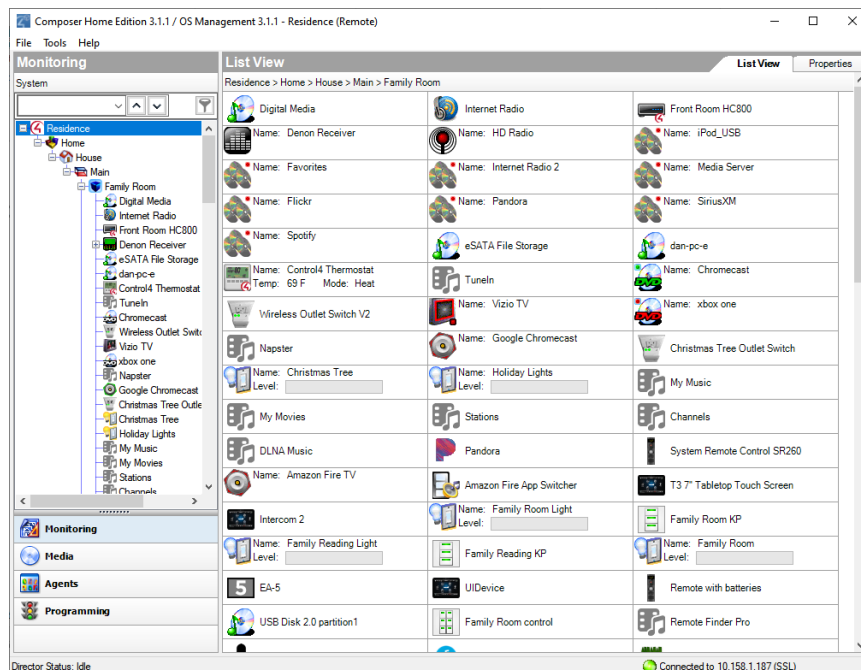 Composer Home Edition 3.1.1 / OS Management 3.1.1 - Residence (Remote)
File Tools Help
Monitoring
System
Residence
Home
House
Main
Family Room
Digital Media
Internet Radio
Front Room HC800
Denon Receiver
eSATA File Storage
dan-pc-e
Control4 Thermostat
TuneIn
Chromecast
Wireless Outlet Switc
Vizio TV
xbox one
Napster
Google Chromecast
Christmas Tree Outle
Christmas Tree
Holiday Lights
My Music
My Movies
Stations
Channels
Monitoring
Media
Agents
Programming
List View
List View Properties
Residence > Home > House > Main > Family Room
Digital Media Internet Radio Front Room HC800
Name: Denon Receiver Name: HD Radio Name: iPod_USB
Name: Favorites Name: Internet Radio 2 Name: Media Server
Name: Flickr Name: Pandora Name: SiriusXM
Name: Spotify eSATA File Storage dan-pc-e
Name: Control4 Thermostat TuneIn Name: Chromecast
Temp: 69 F Mode: Heat
DVD
Wireless Outlet Switch V2 Name: Vizio TV Name: xbox one
DVD
Napster Name: Google Chromecast Christmas Tree Outlet Switch
Name: Christmas Tree Name: Holiday Lights My Music
Level: Level:
My Movies Stations Channels
DLNA Music Pandora System Remote Control SR260
Name: Amazon Fire TV Amazon Fire App Switcher T3 7" Tabletop Touch Screen
Intercom 2 Name: Family Room Light Family Room KP
Level:
Name: Family Reading Light Family Reading KP Name: Family Room
Level: Level:
5 EA-5 UIDevice Remote with batteries
USB Disk 2.0 partition1 Family Room control Remote Finder Pro
Director Status: Idle
Connected to 10.158.1.187 (SSL)